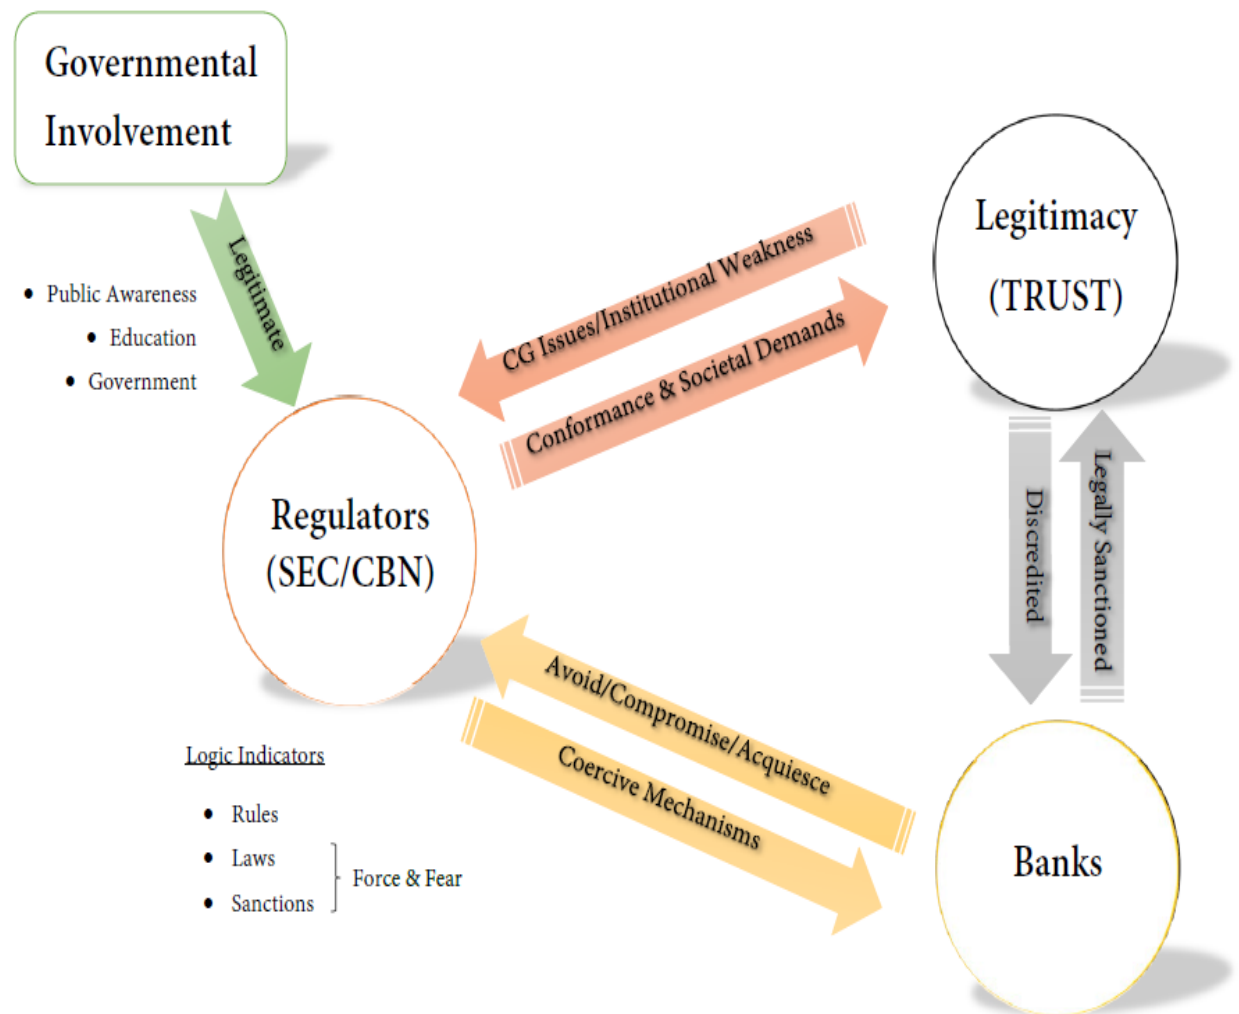 Governmental
Involvement
Legitimate
• Public Awareness
• Education
• Government
CG Issues/Institutional Weakness
Conformance & Societal Demands
Legitimacy
(TRUST)
Discredited
Legally Sanctioned
Regulators
(SEC/CBN)
Avoid/Compromise/Acquiesce
Coercive Mechanisms
Logic Indicators
• Rules
• Laws
• Sanctions
Force & Fear
Banks